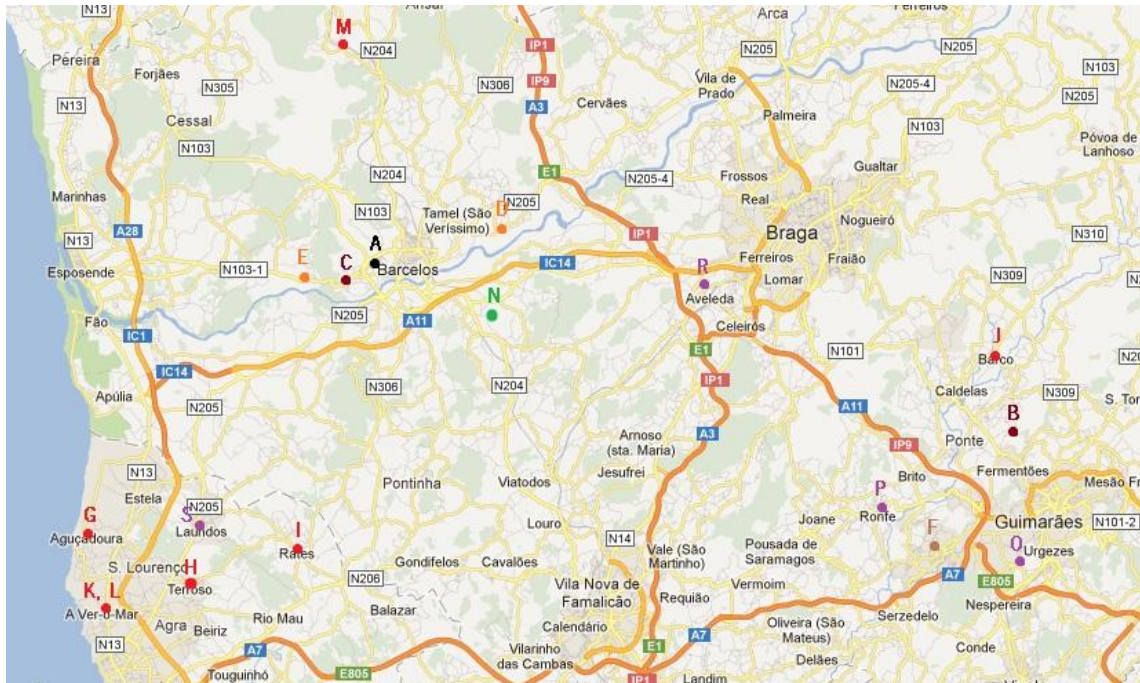 N13
Ansar
M
N204
IP1
Arca
Ferreiros
N205
Pereira
Forjães
N13
N305
IP9
A3
N306
Cervães
Vila de
Prado
N205
N205-4
N103
N205
Cessal
Palmeira
N103
Póvoa de
Lanhoso
N103
N204
E1
N205-4
Frossos
Gualtar
Marinhas
N205
D
Real
N103
Tamel (São
Veríssimo)
Nogueiró
A28
N13
A
IP1
Braga
N310
Esposende
N103-1
E
C
Barcelos
IC14
R
Ferreiros
Fraião
Lomar
N309
Aveleda
Fão
N205
A11
N
Celeirós
IC1
E1
N101
J
Barco
IC14
N306
N204
IP1
Caldelas
N309
S. Tor
Apúlia
N205
A11
B
Arnoso
(sta. Maria)
A3
Ponte
IP9
N13
Estela
Pontinha
Viatodos
Jesufrei
Brito
Fermentões
Mesão Fr
G
S
N205
Laundos
P
Ronfe
Aguçadoura
I
Rates
Louro
N14
Joane
F
Guimarães
N101-2
S. Lourenço
H
Terroso
Gondifelos
Cavalões
Vale (São
Martinho)
Pousada de
Saramagos
O
Urgezes
K, L
N206
Vila Nova de
Famalicão
Vermoim
A7
E805
A Ver-o-Mar
Agra
Beiriz
Rio Mau
Balazar
Requião
Serzedelo
Nespereira
N13
A7
Calendário
Oliveira (São
Mateus)
Vilarinho
das Cambas
E1
A7
Delães
Conde
Touguinhó
E805
IP1
Landim